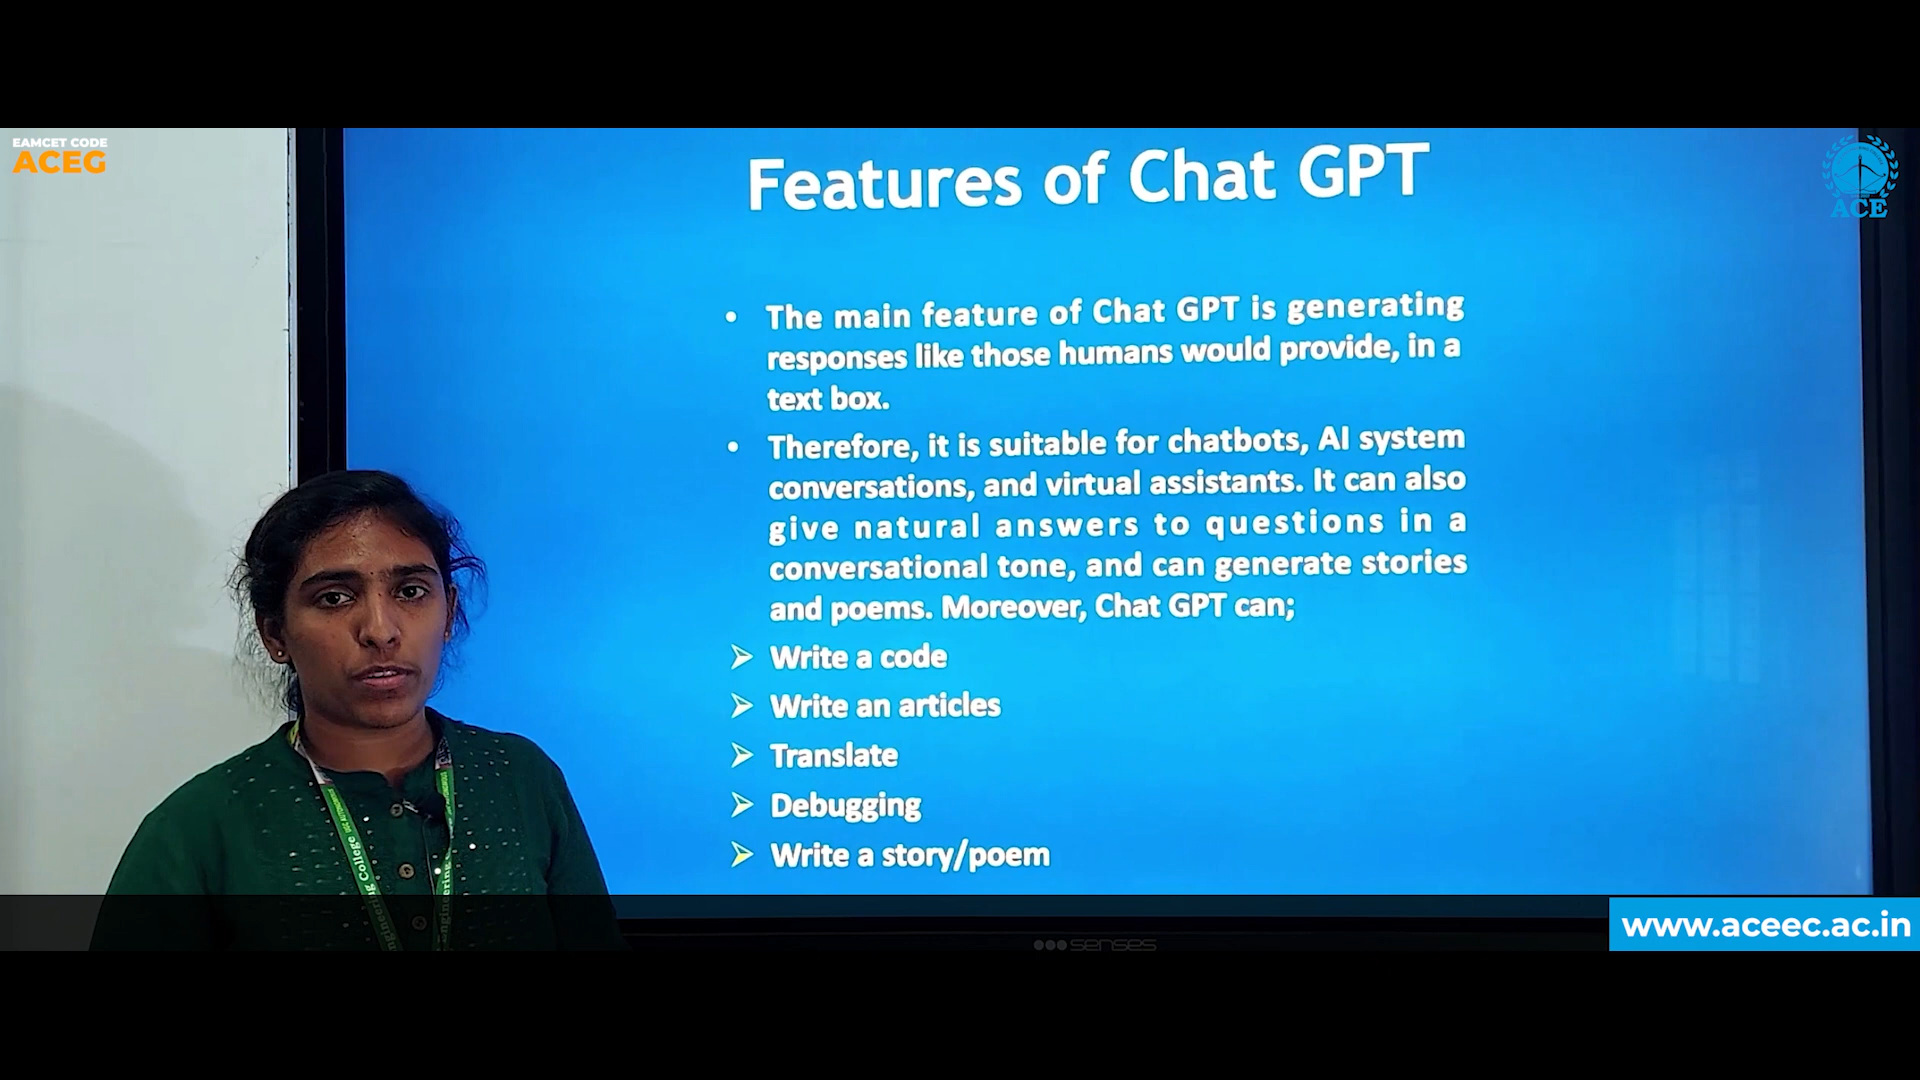 EAMCET CODE
ACEG
ACE
Features of Chat GPT
• The main feature of Chat GPT is generating
responses like those humans would provide, in a
text box.
• Therefore, it is suitable for chatbots, AI system
conversations, and virtual assistants. It can also
give natural answers to questions in a
conversational tone, and can generate stories
and poems. Moreover, Chat GPT can;
➢ Write a code
➢ Write an articles
➢ Translate
➢ Debugging
➢ Write a story/poem
Engineering College
Engineering
senses
www.aceec.ac.in